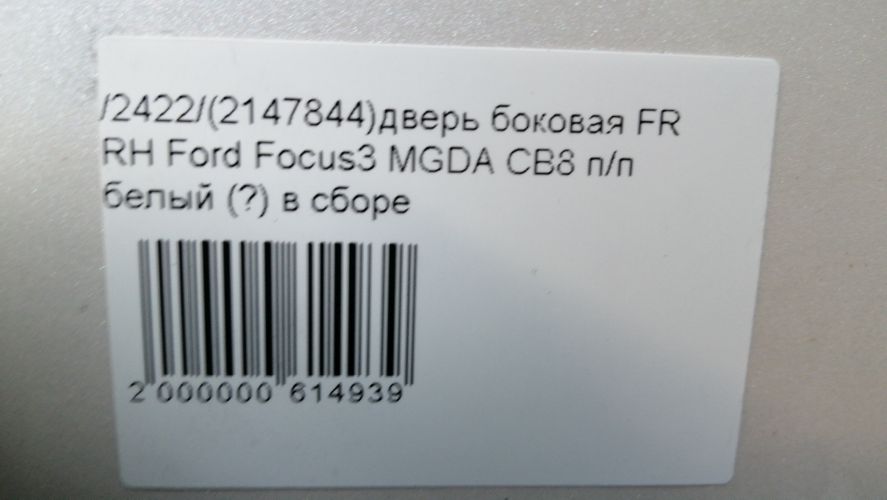 /2422/(2147844)дверь боковая FR
RH Ford Focus3 MGDA CB8 п/п
белый (?) в сборе
2 000000 614939